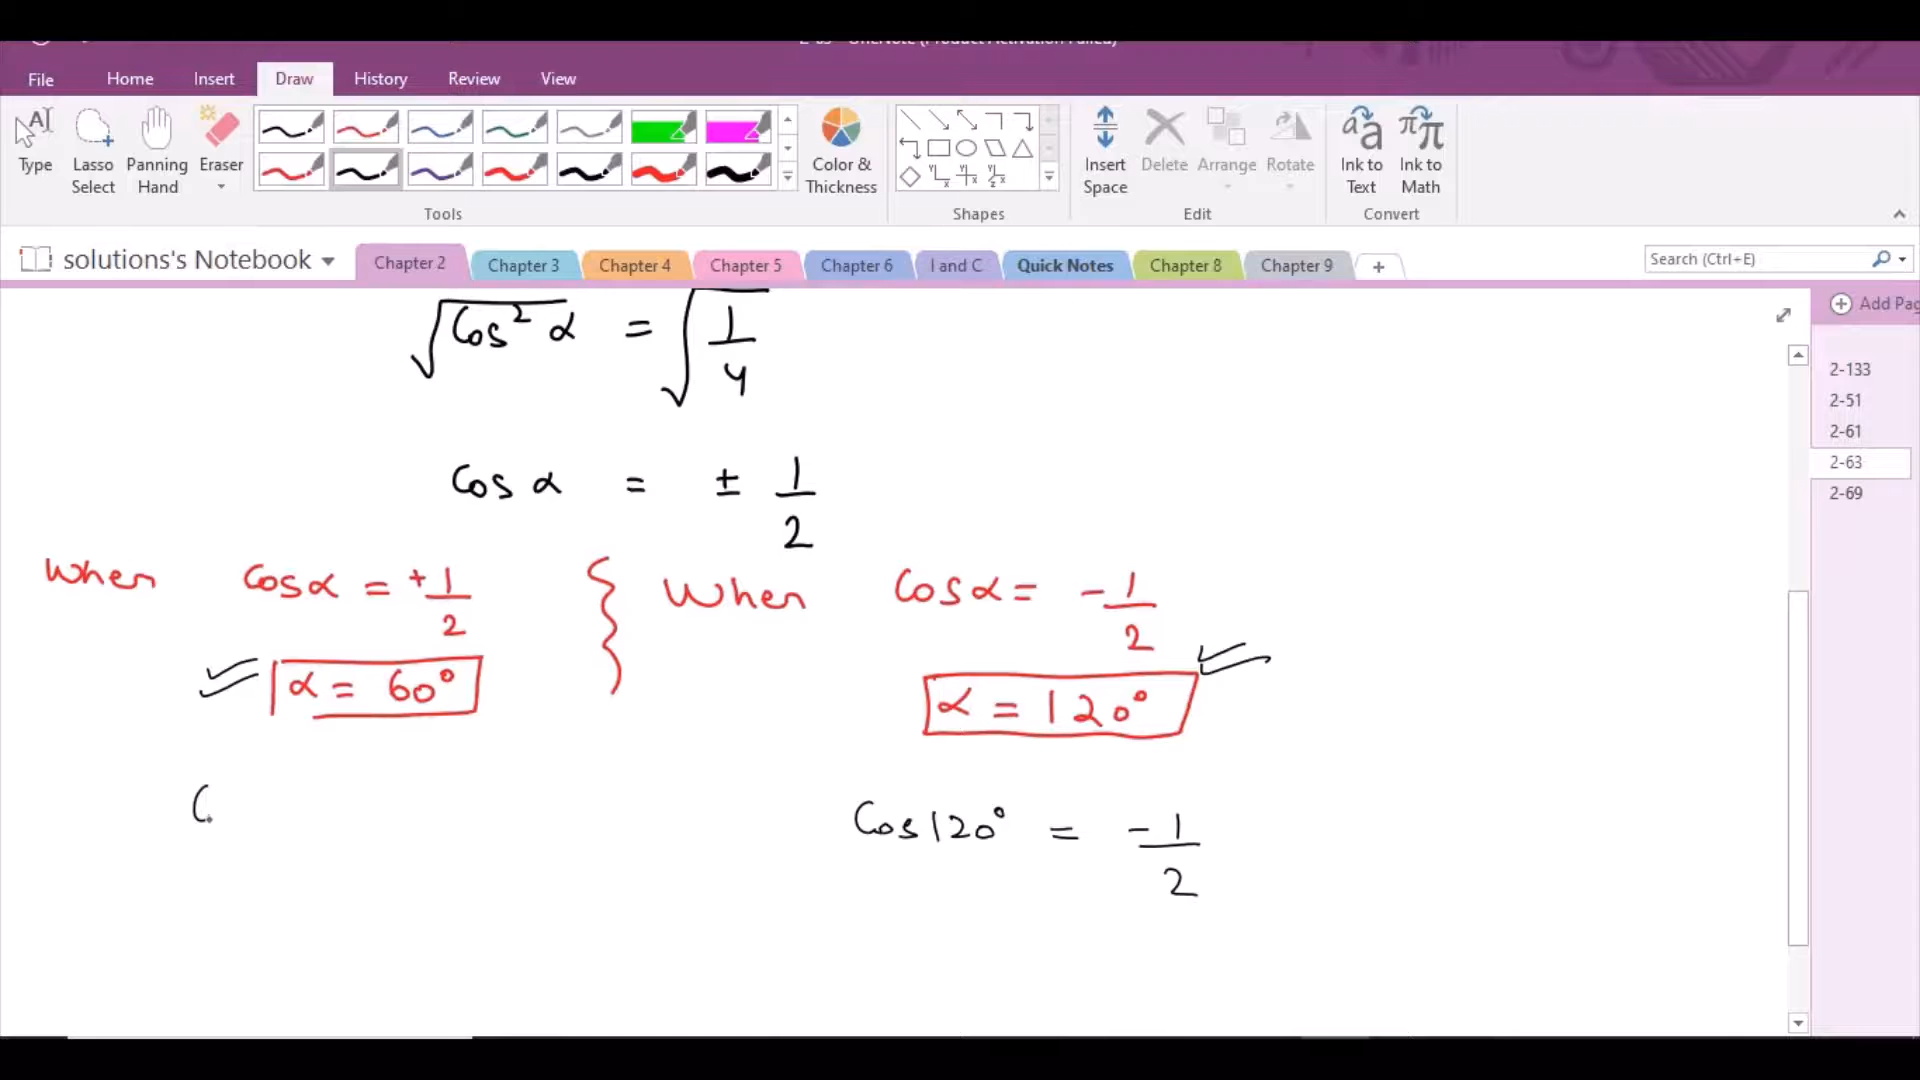 File Home Insert Draw History Review View
Type Lasso Select Panning Hand Eraser Color & Thickness Insert Space Delete Arrange Rotate Ink to Text Ink to Math
Tools Shapes Edit Convert
solutions's Notebook Chapter 2 Chapter 3 Chapter 4 Chapter 5 Chapter 6 I and C Quick Notes Chapter 8 Chapter 9 + Search (Ctrl+E)
Add Pag
2-133
2-51
2-61
2-63
2-69
√Cos² α = √1/4
Cos α = ± 1/2
When Cos α = +1/2 } When Cos α = -1/2
α = 60° α = 120°
Cos 120° = -1/2